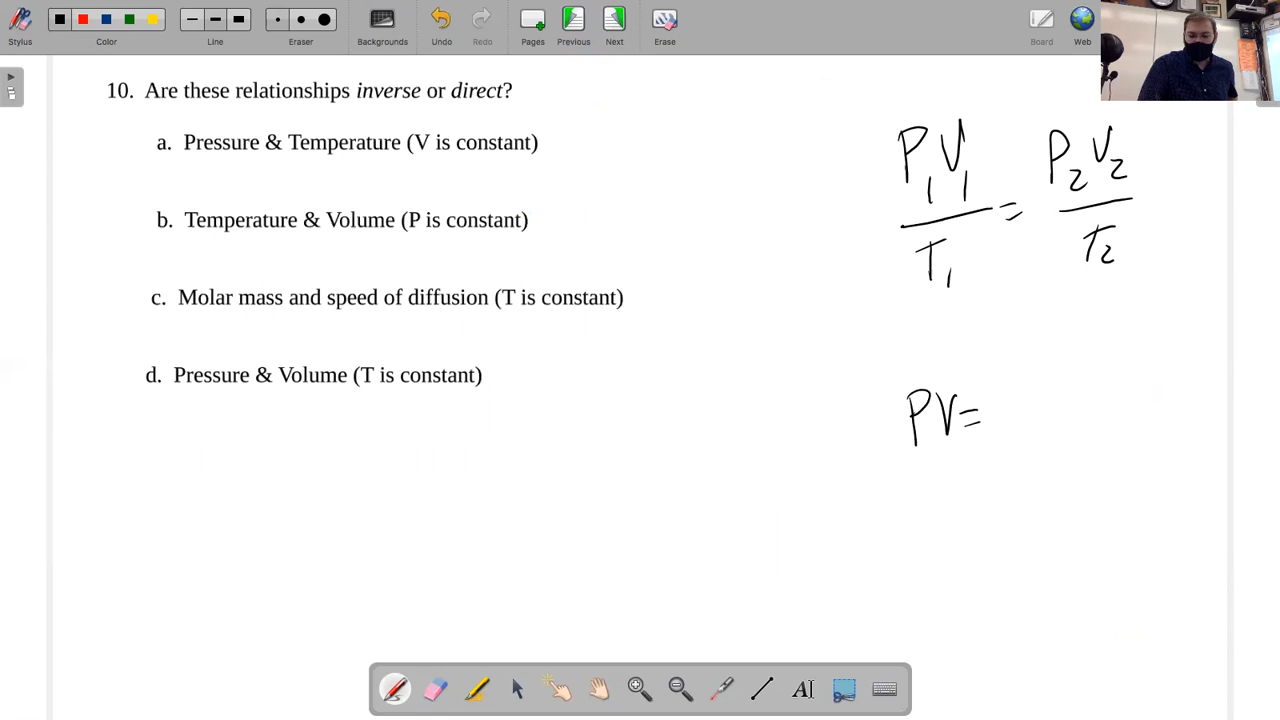 Stylus
Color
Line
Eraser
Backgrounds
Undo
Redo
Pages
Previous
Next
Erase
Board
Web
10. Are these relationships inverse or direct?
a. Pressure & Temperature (V is constant)
b. Temperature & Volume (P is constant)
c. Molar mass and speed of diffusion (T is constant)
d. Pressure & Volume (T is constant)
P₁V₁ = P₂V₂
T₁ T₂
PV=
AI